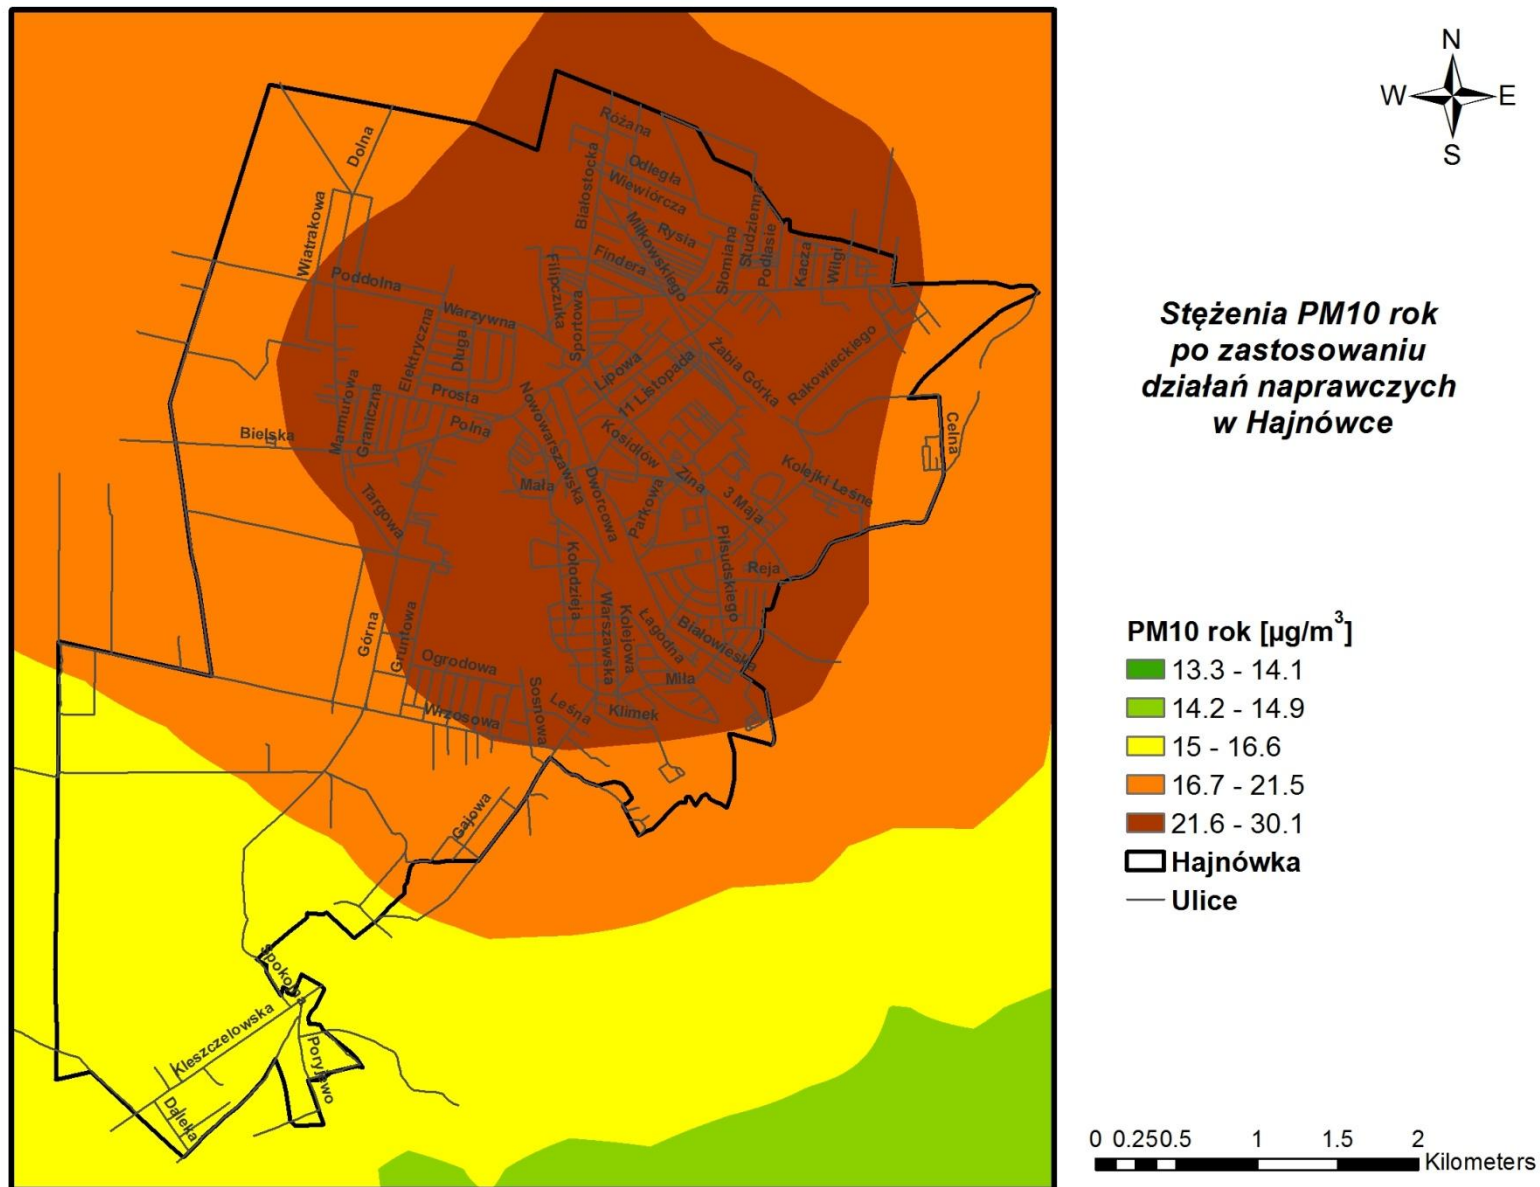 N
W E
S
Stężenia PM10 rok
po zastosowaniu
działań naprawczych
w Hajnówce
PM10 rok [µg/m³]
13.3 - 14.1
14.2 - 14.9
15 - 16.6
16.7 - 21.5
21.6 - 30.1
Hajnówka
Ulice
0 0.25 0.5 1 1.5 2
Kilometers
Różana
Dolna
Odległa
Wiewiórcza
Białostocka
Wiatrakowa
Miłkowskiego
Rysia
Studzienna
Podlasie
Słomiana
Kacza
Wilgi
Findera
Filipczuka
Poddolna
Warzywna
Sportowa
Elektryczna
Długa
Żabia Górka
Rakowieckiego
Lipowa
11 Listopada
Prosta
Marmurowa
Graniczna
Nowowarszawska
Polna
Bielska
Celna
Kosidłów
Kolejki Leśne
Zina
3 Maja
Mała
Dworcowa
Parkowa
Targowa
Piłsudskiego
Reja
Kołodzieja
Warszawska
Kolejowa
Łagodna
Białowieska
Górna
Gruntowa
Ogrodowa
Miła
Sosnowa
Leśna
Klimek
Wrzosowa
Gajowa
Spokojna
Kleszczelowska
Poryjewo
Daleka